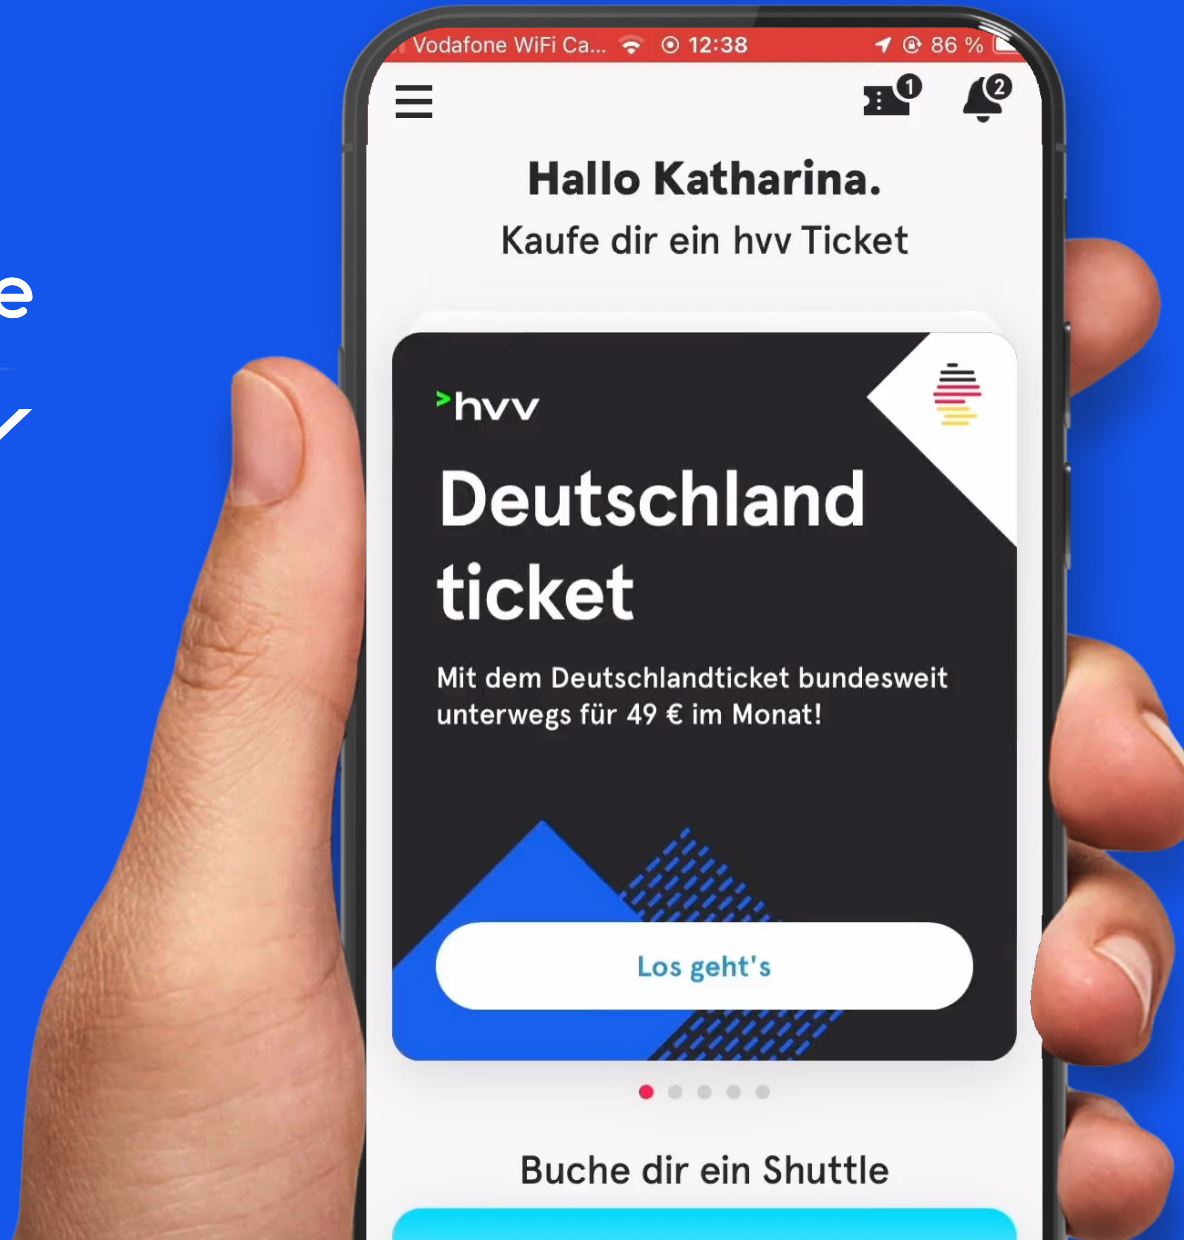 Vodafone WiFi Ca... 12:38 86 %
1 2
Hallo Katharina.
Kaufe dir ein hvv Ticket
e
>hvv
Deutschland
ticket
Mit dem Deutschlandticket bundesweit
unterwegs für 49 € im Monat!
Los geht's
Buche dir ein Shuttle